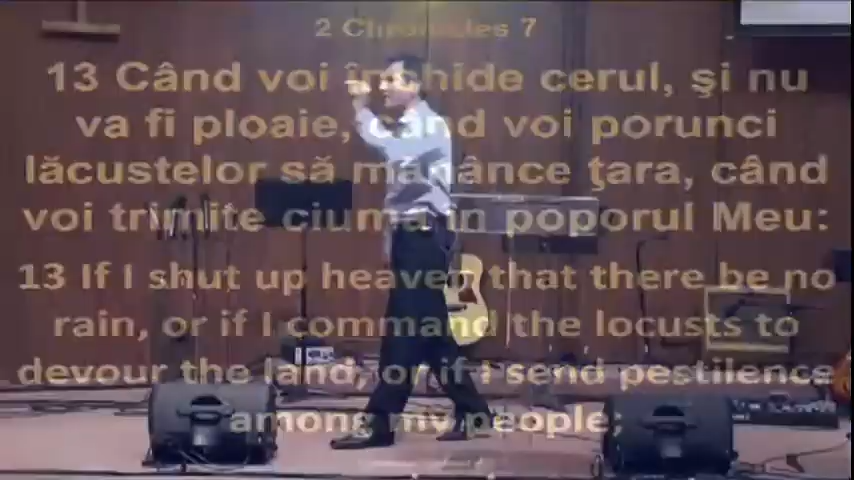 2 Chronicles 7
13 Când voi închide cerul, şi nu
va fi ploaie, când voi porunci
lăcustelor să mănânce ţara, când
voi trimite ciuma în poporul Meu:
13 If I shut up heaven that there be no
rain, or if I command the locusts to
devour the land, or if I send pestilence
among my people;